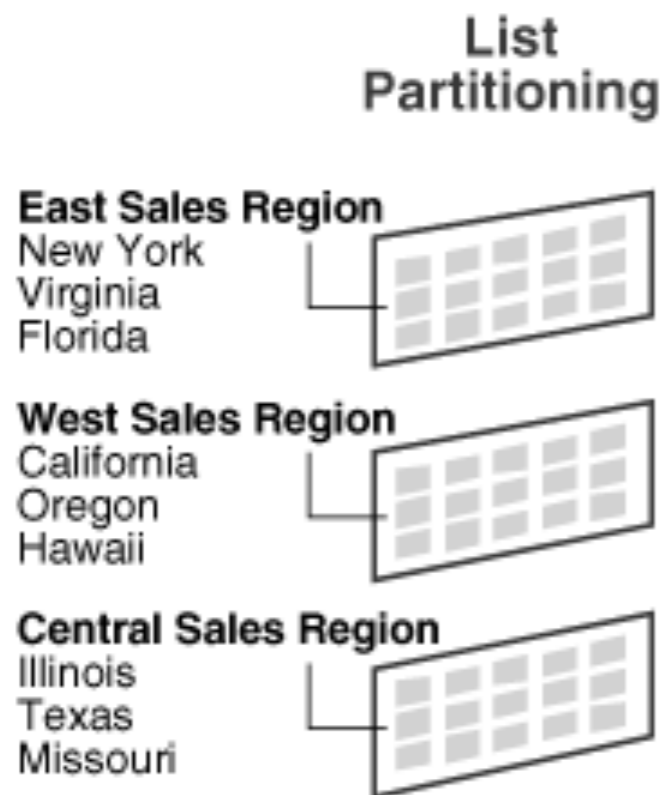 List
Partitioning
East Sales Region
New York
Virginia
Florida
West Sales Region
California
Oregon
Hawaii
Central Sales Region
Illinois
Texas
Missouri